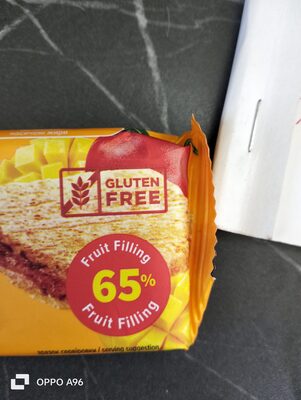 GLUTEN
FREE
Fruit Filling
65%
Fruit Filling
/ serving suggestion
OPPO A96